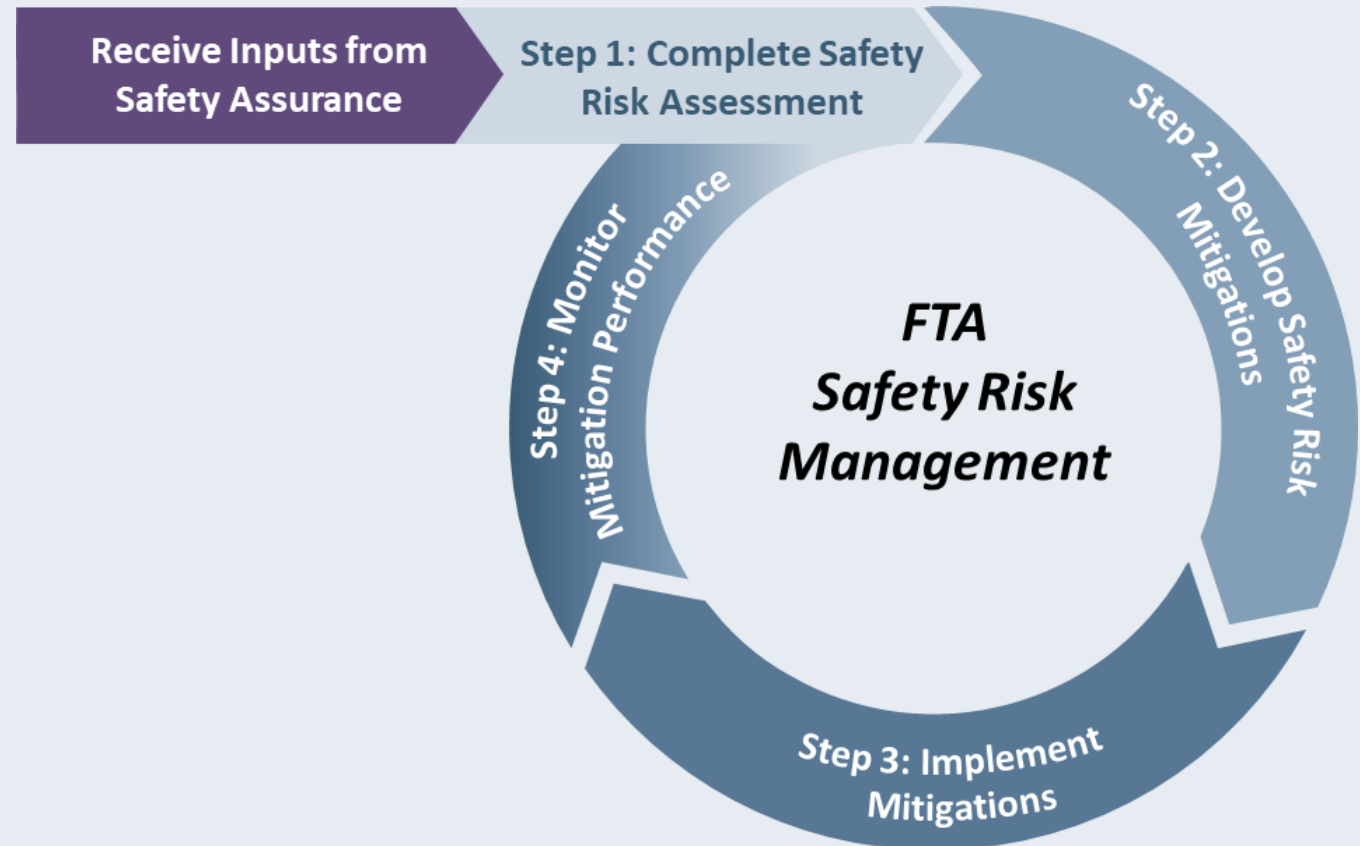 Receive Inputs from
Safety Assurance
Step 1: Complete Safety
Risk Assessment
Step 2: Develop Safety Risk
Mitigations
Step 3: Implement
Mitigations
Step 4: Monitor
Mitigation Performance
FTA
Safety Risk
Management